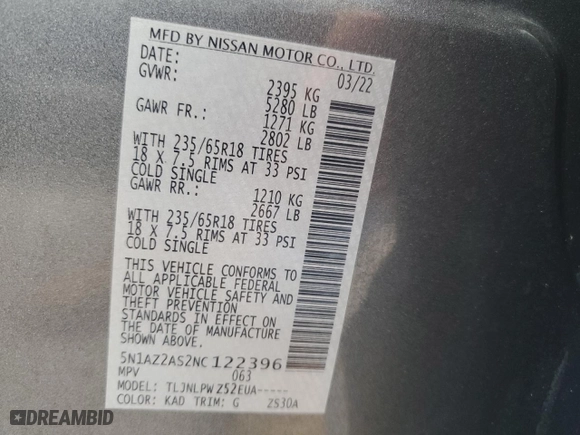 MFD BY NISSAN MOTOR CO., LTD.
DATE: 03/22
GVWR: 2395 KG
5280 LB
GAWR FR.: 1271 KG
2802 LB
WITH 235/65R18 TIRES
18 X 7.5 RIMS AT 33 PSI
COLD SINGLE
GAWR RR.: 1210 KG
2667 LB
WITH 235/65R18 TIRES
18 X 7.5 RIMS AT 33 PSI
COLD SINGLE
THIS VEHICLE CONFORMS TO
ALL APPLICABLE FEDERAL
MOTOR VEHICLE SAFETY AND
THEFT PREVENTION
STANDARDS IN EFFECT ON
THE DATE OF MANUFACTURE
SHOWN ABOVE.
5N1AZ2AS2NC122396
MPV 063
MODEL: TLJNLPW Z52EUA-----
COLOR: KAD TRIM: G ZS30A
DREAMBID